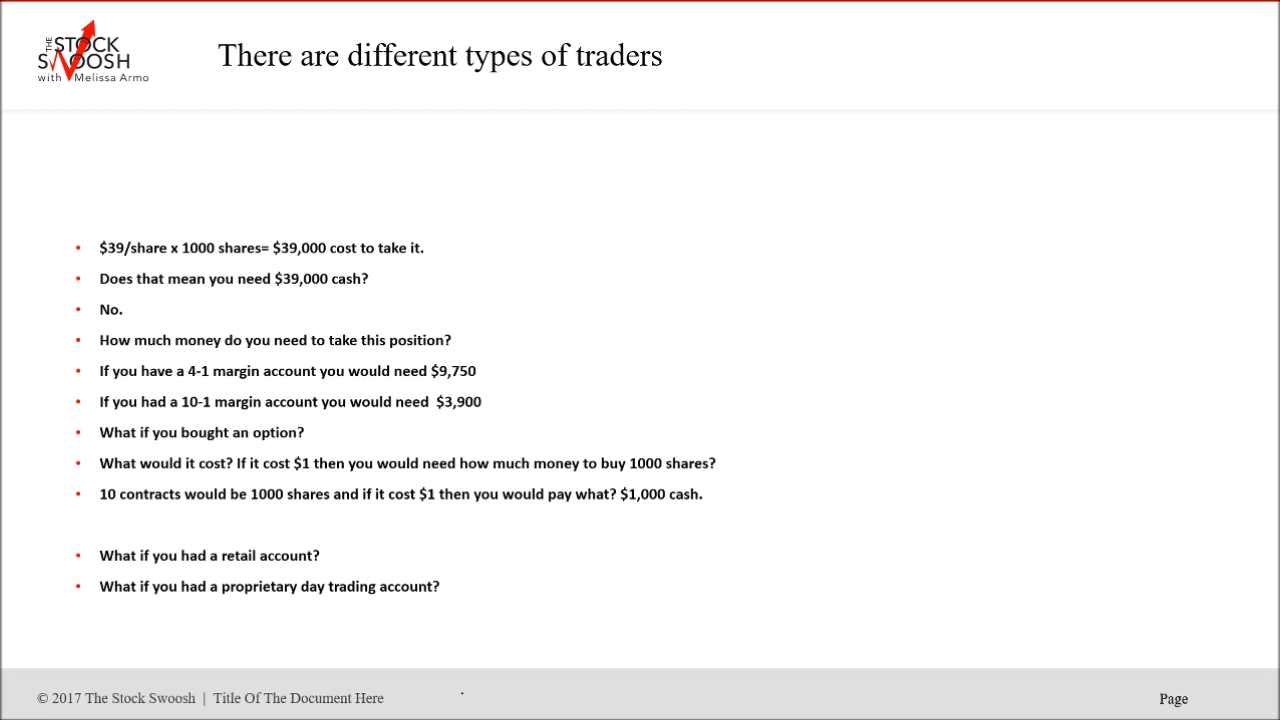 THE
STOCK
SWOOSH
with Melissa Armo
There are different types of traders
• $39/share x 1000 shares= $39,000 cost to take it.
• Does that mean you need $39,000 cash?
• No.
• How much money do you need to take this position?
• If you have a 4-1 margin account you would need $9,750
• If you had a 10-1 margin account you would need  $3,900
• What if you bought an option?
• What would it cost? If it cost $1 then you would need how much money to buy 1000 shares?
• 10 contracts would be 1000 shares and if it cost $1 then you would pay what? $1,000 cash.
• What if you had a retail account?
• What if you had a proprietary day trading account?
© 2017 The Stock Swoosh | Title Of The Document Here
Page